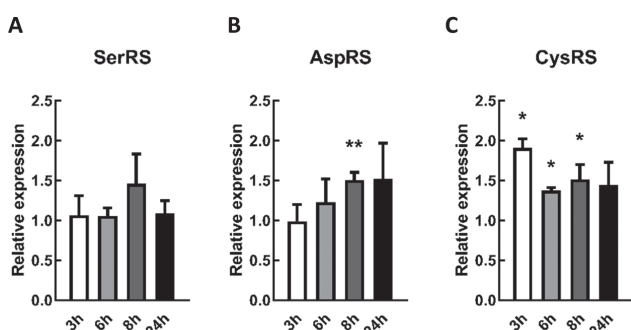 A
B
C
SerRS
AspRS
CysRS
Relative expression
2.5
2.0
1.5
1.0
0.5
0.0
3h
6h
8h
24h
Relative expression
2.5
2.0
1.5
1.0
0.5
0.0
**
3h
6h
8h
24h
Relative expression
2.5
2.0
1.5
1.0
0.5
0.0
*
*
*
3h
6h
8h
24h